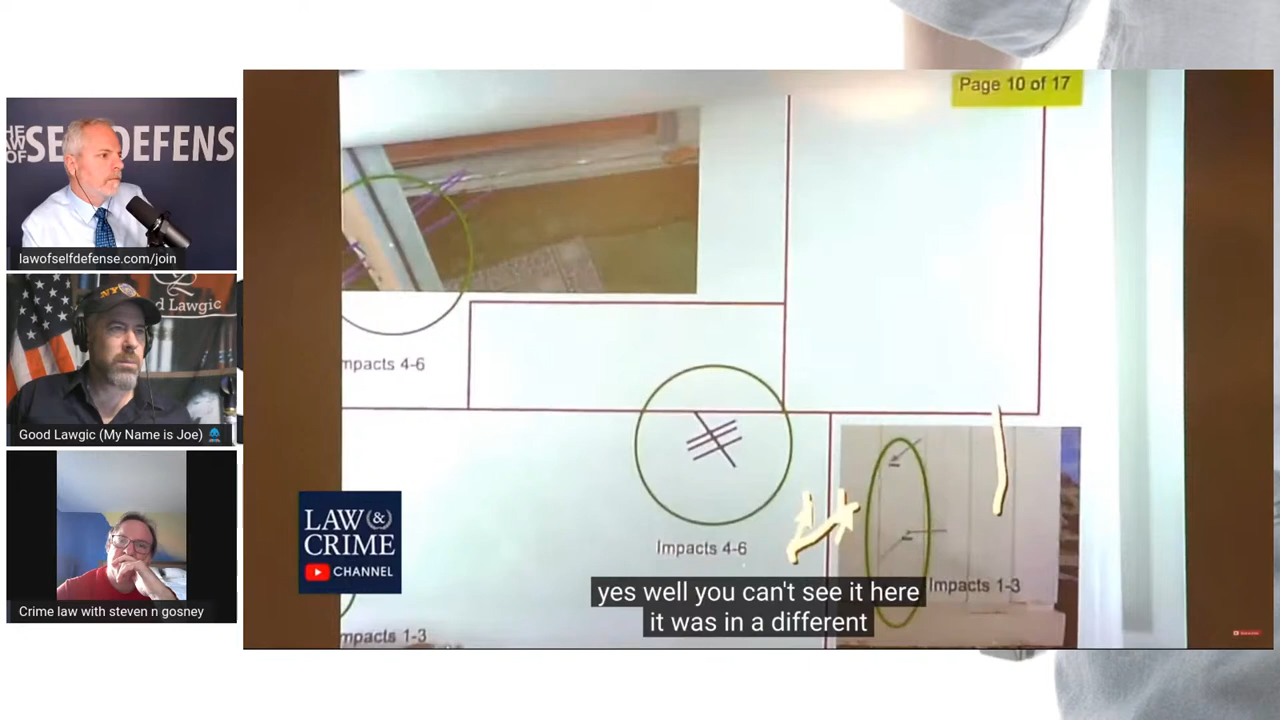 THE
LAW
OF
SELF DEFENS
lawofselfdefense.com/join
NY
d Lawgic
Good Lawgic (My Name is Joe)
Crime law with steven n gosney
Page 10 of 17
mpacts 4-6
Impacts 4-6
Impacts 1-3
mpacts 1-3
LAW &
CRIME
CHANNEL
yes well you can't see it here
it was in a different